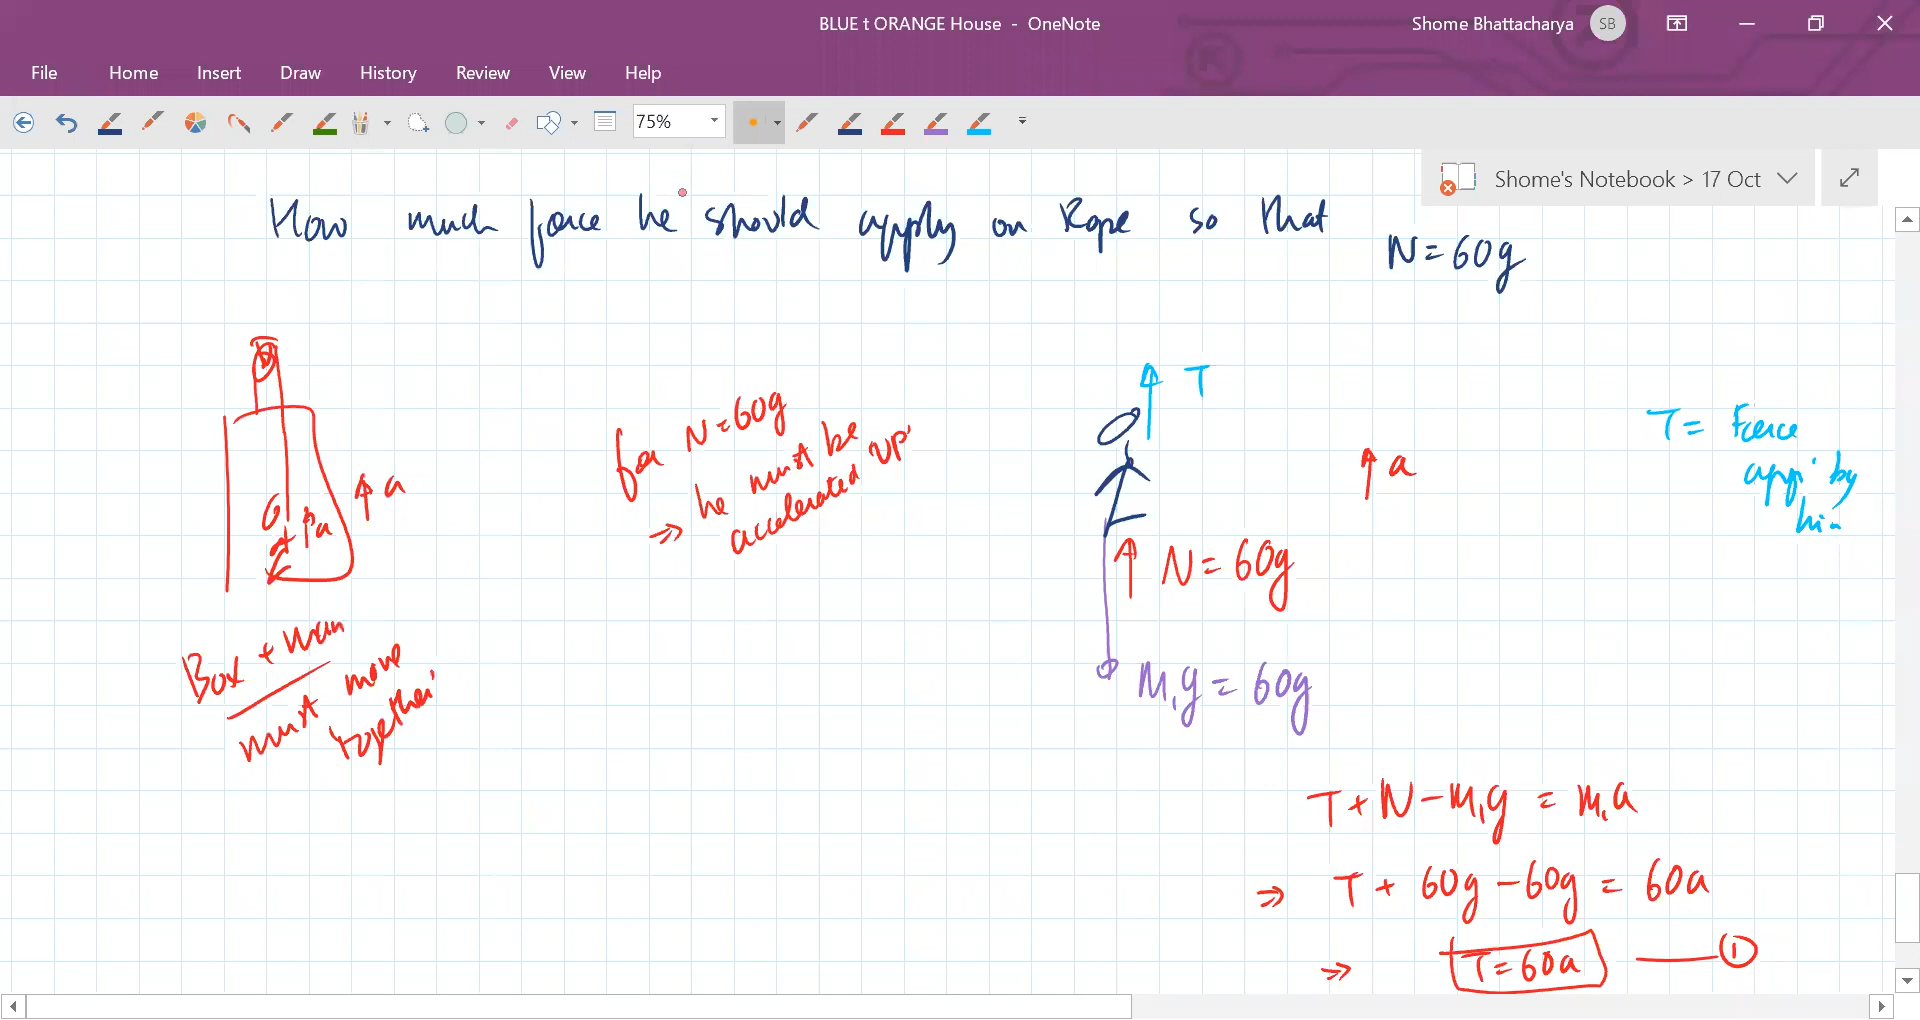 BLUE t ORANGE House - OneNote
Shome Bhattacharya
SB
File Home Insert Draw History Review View Help
75%
Shome's Notebook > 17 Oct
How much force he should apply on Rope so that
N = 60g
T
T = Force
appl by
him
for N = 60g
he must be
⇒ accelerated up
a
a
a
N = 60g
M₁g = 60g
Box + man
must move
together
T + N - M₁g = M₁a
⇒ T + 60g - 60g = 60a
⇒ T = 60a ①